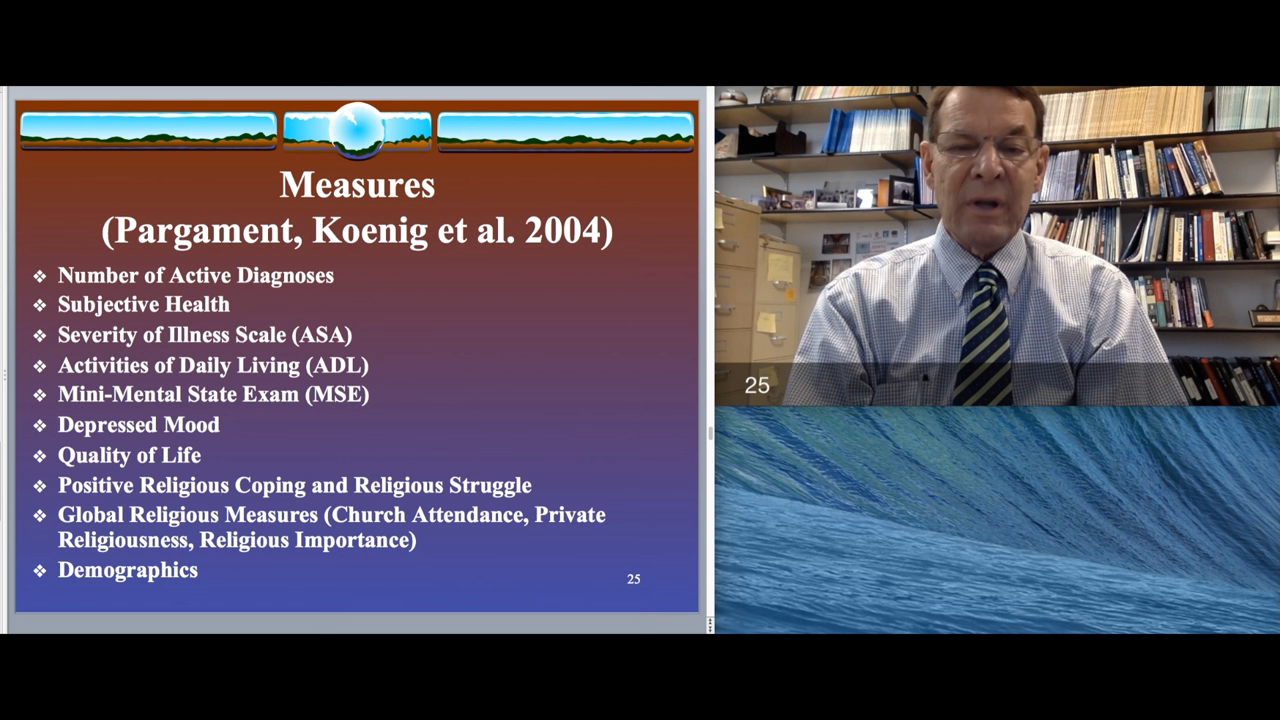 Measures
(Pargament, Koenig et al. 2004)
❖ Number of Active Diagnoses
❖ Subjective Health
❖ Severity of Illness Scale (ASA)
❖ Activities of Daily Living (ADL)
❖ Mini-Mental State Exam (MSE)
❖ Depressed Mood
❖ Quality of Life
❖ Positive Religious Coping and Religious Struggle
❖ Global Religious Measures (Church Attendance, Private
Religiousness, Religious Importance)
❖ Demographics
25
25